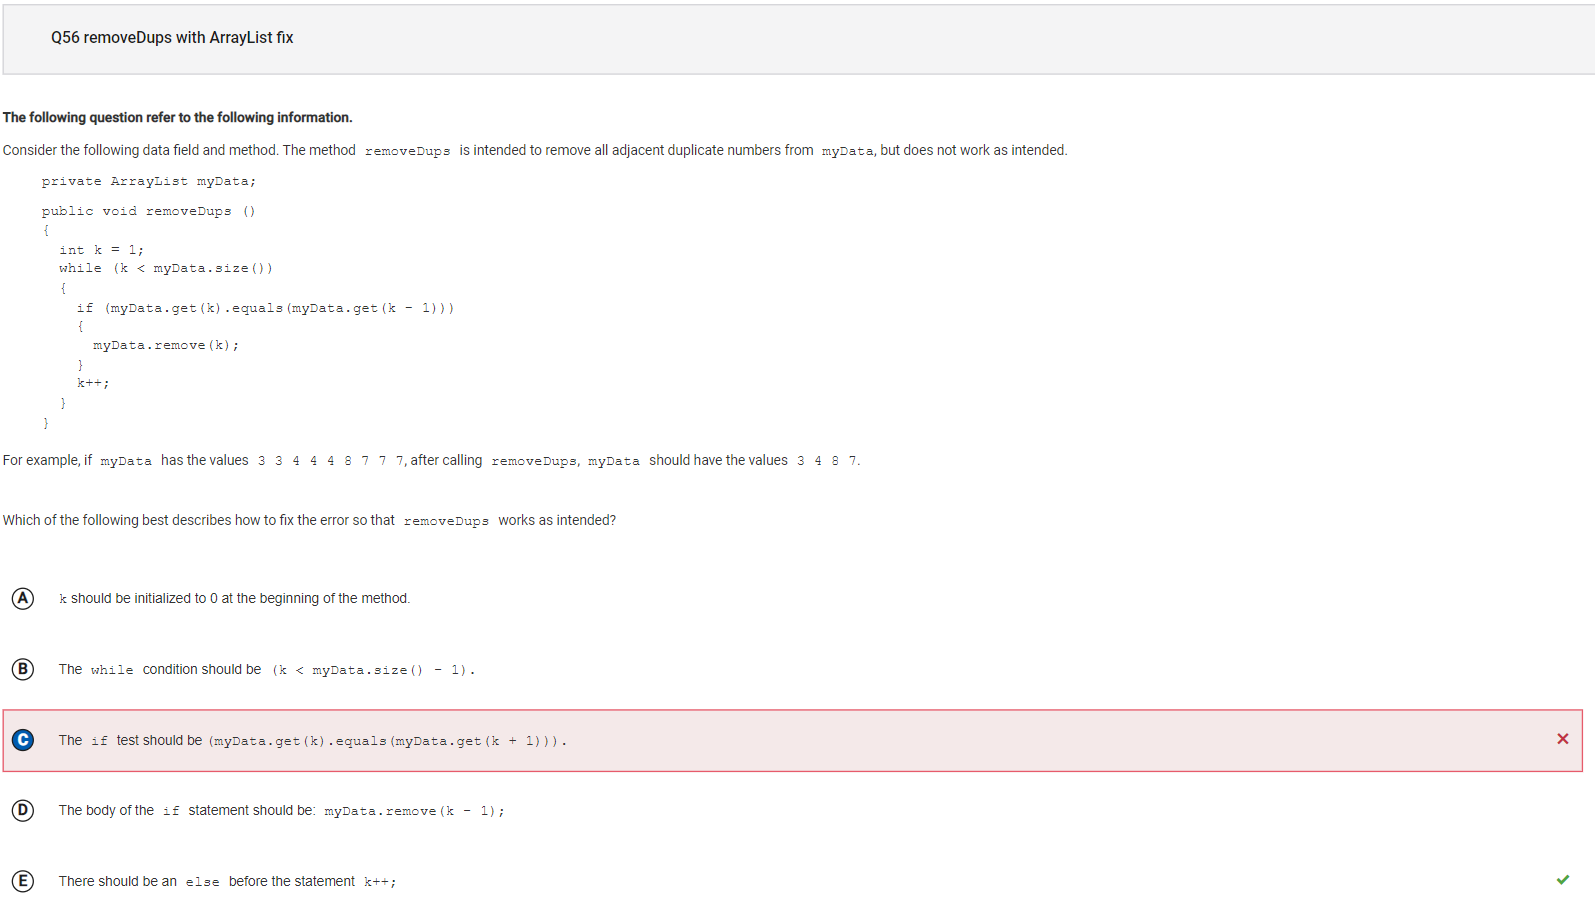 Q56 removeDups with ArrayList fix
The following question refer to the following information.
Consider the following data field and method. The method removeDups is intended to remove all adjacent duplicate numbers from myData, but does not work as intended.
private ArrayList myData;
public void removeDups ()
{
int k = 1;
while (k < myData.size())
{
if (myData.get(k).equals(myData.get(k - 1)))
{
myData.remove(k);
}
k++;
}
}
For example, if myData has the values 3 3 4 4 4 8 7 7 7, after calling removeDups, myData should have the values 3 4 8 7.
Which of the following best describes how to fix the error so that removeDups works as intended?
A k should be initialized to 0 at the beginning of the method.
B The while condition should be (k < myData.size() - 1).
C The if test should be (myData.get(k).equals(myData.get(k + 1))).
D The body of the if statement should be: myData.remove(k - 1);
E There should be an else before the statement k++;